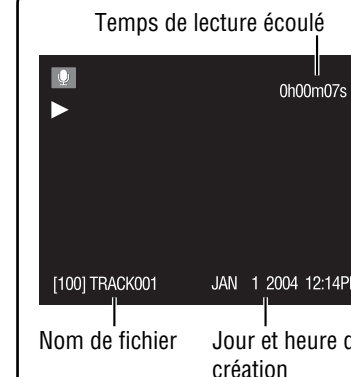 Temps de lecture écoulé
0h00m07s
[100] TRACK001 JAN 1 2004 12:14P
Nom de fichier Jour et heure d
création